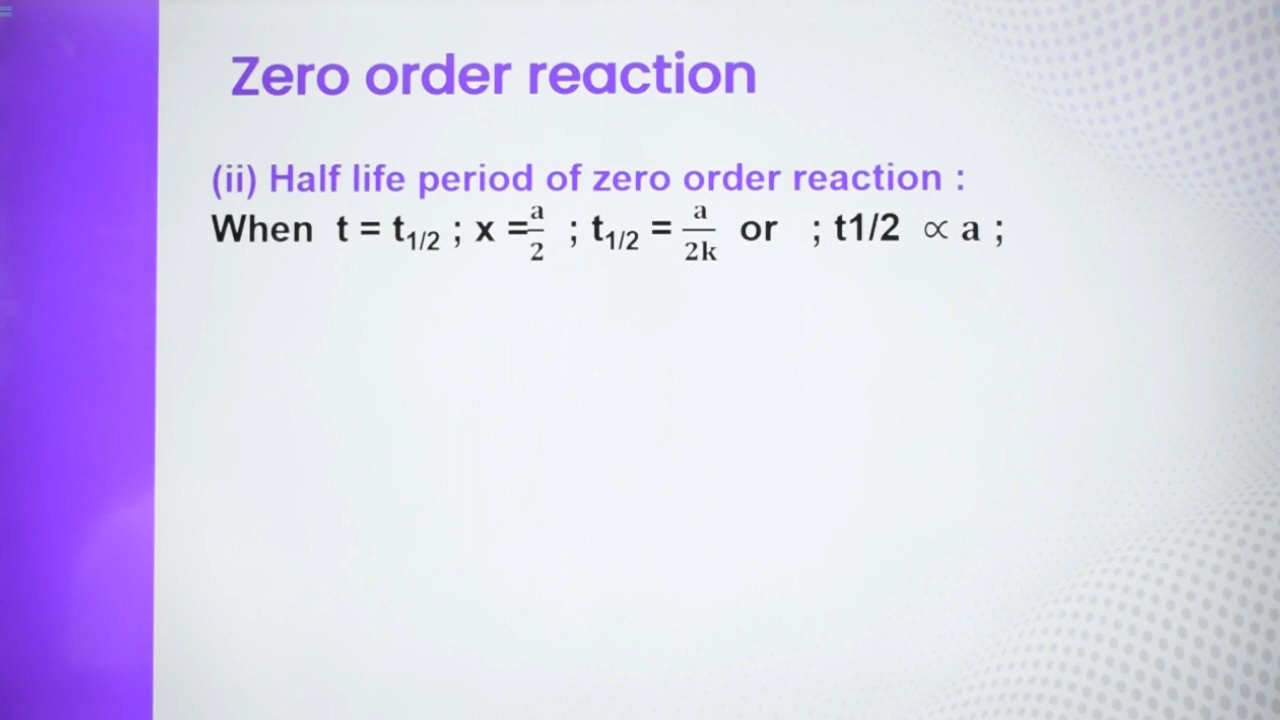 Zero order reaction
(ii) Half life period of zero order reaction :
When t = t1/2 ; x = a/2 ; t1/2 = a/2k or ; t1/2 ∝ a ;